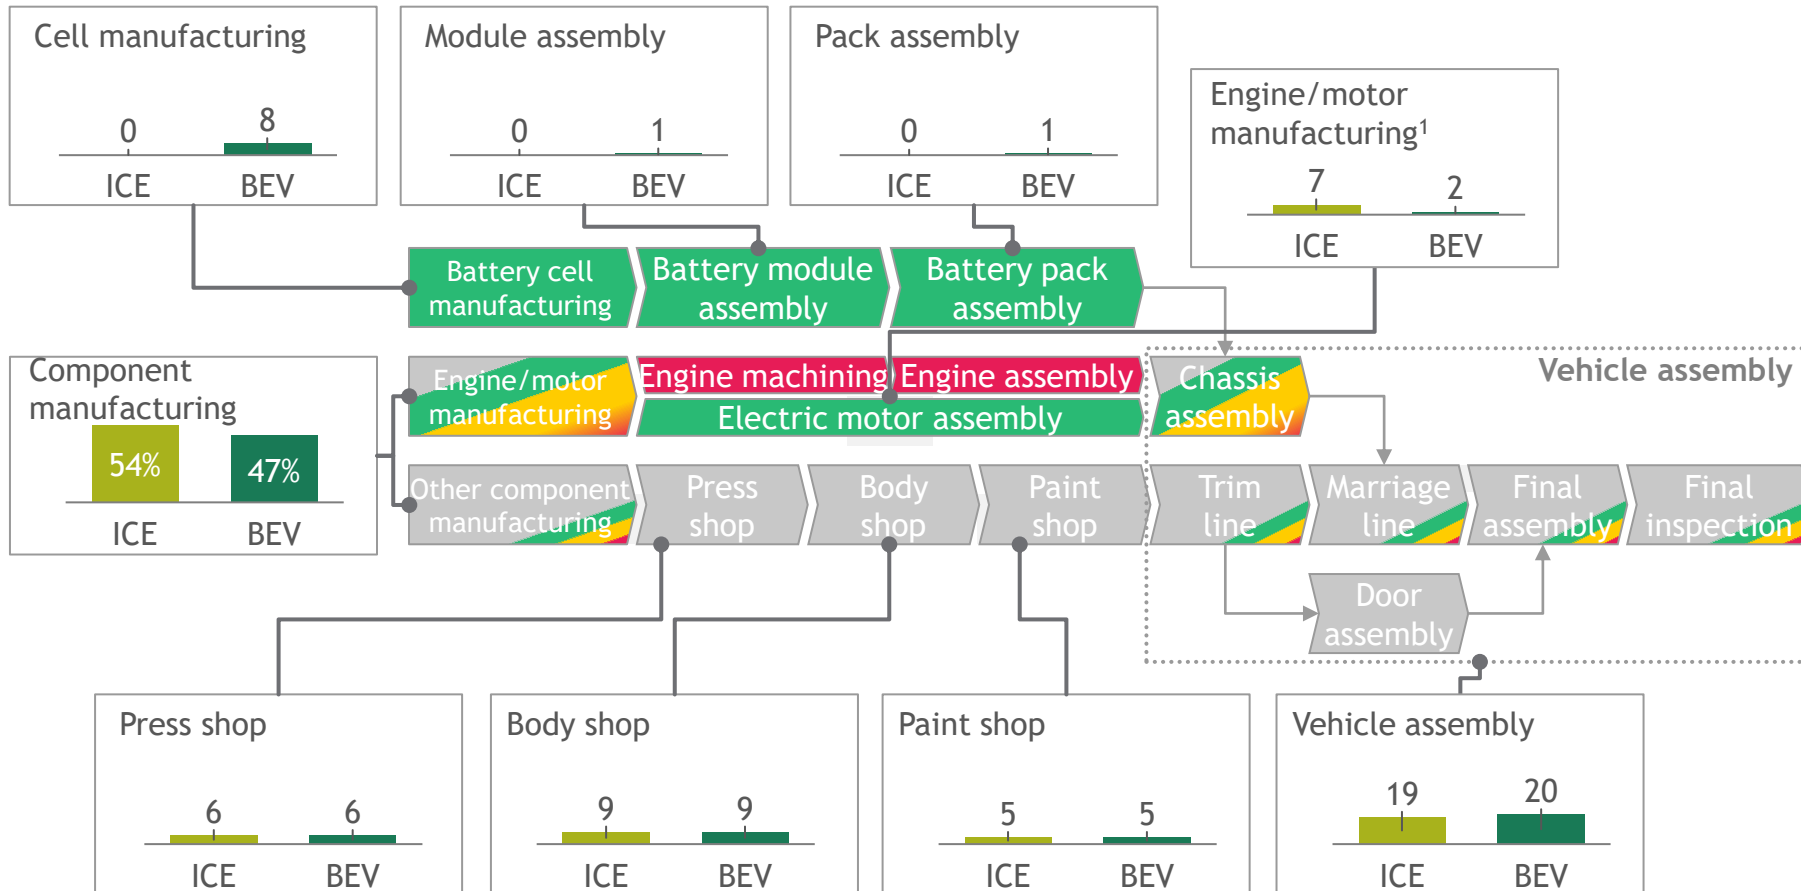 Cell manufacturing
0
8
ICE
BEV
Module assembly
0
1
ICE
BEV
Pack assembly
0
1
ICE
BEV
Engine/motor
manufacturing1
7
2
ICE
BEV
Battery cell
manufacturing
Battery module
assembly
Battery pack
assembly
Component
manufacturing
54%
47%
ICE
BEV
Engine/motor
manufacturing
Engine machining
Engine assembly
Electric motor assembly
Chassis
assembly
Vehicle assembly
Other component
manufacturing
Press
shop
Body
shop
Paint
shop
Trim
line
Marriage
line
Final
assembly
Final
inspection
Door
assembly
Press shop
6
6
ICE
BEV
Body shop
9
9
ICE
BEV
Paint shop
5
5
ICE
BEV
Vehicle assembly
19
20
ICE
BEV